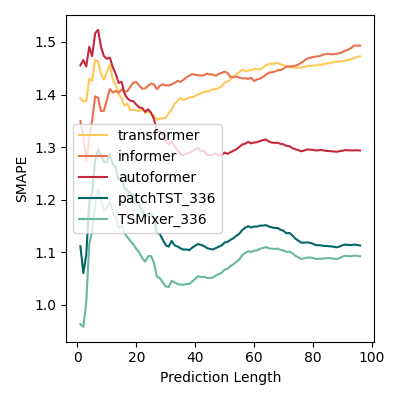 1.5
1.4
1.3
1.2
1.1
1.0
SMAPE
transformer
informer
autoformer
patchTST_336
TSMixer_336
0 20 40 60 80 100
Prediction Length